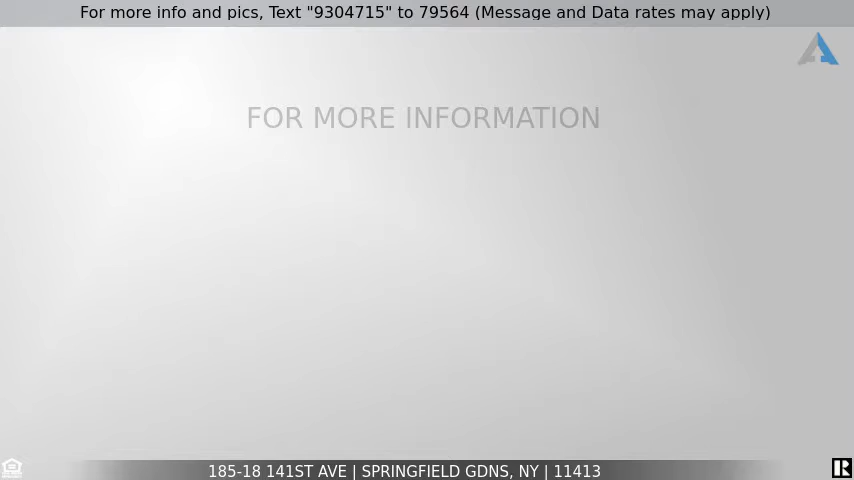 For more info and pics, Text "9304715" to 79564 (Message and Data rates may apply)
FOR MORE INFORMATION
185-18 141ST AVE | SPRINGFIELD GDNS, NY | 11413